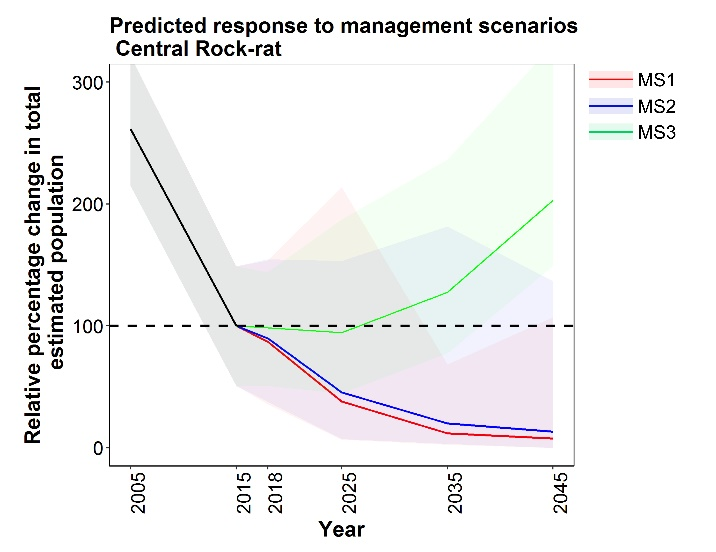 Predicted response to management scenarios
Central Rock-rat
Relative percentage change in total
estimated population
300
200
100
0
2005
2015
2018
2025
2035
2045
Year
MS1
MS2
MS3